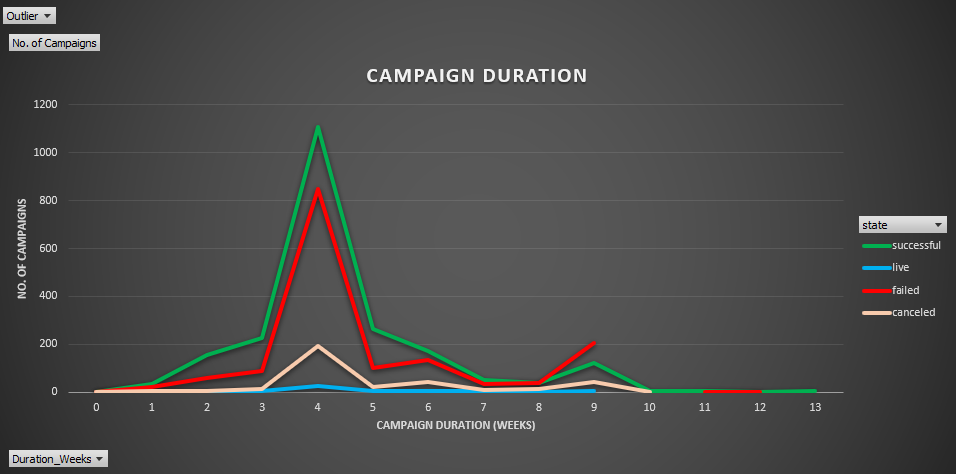 Outlier
No. of Campaigns
CAMPAIGN DURATION
1200
1000
800
600
400
200
0
NO. OF CAMPAIGNS
0 1 2 3 4 5 6 7 8 9 10 11 12 13
CAMPAIGN DURATION (WEEKS)
state
successful
live
failed
canceled
Duration_Weeks